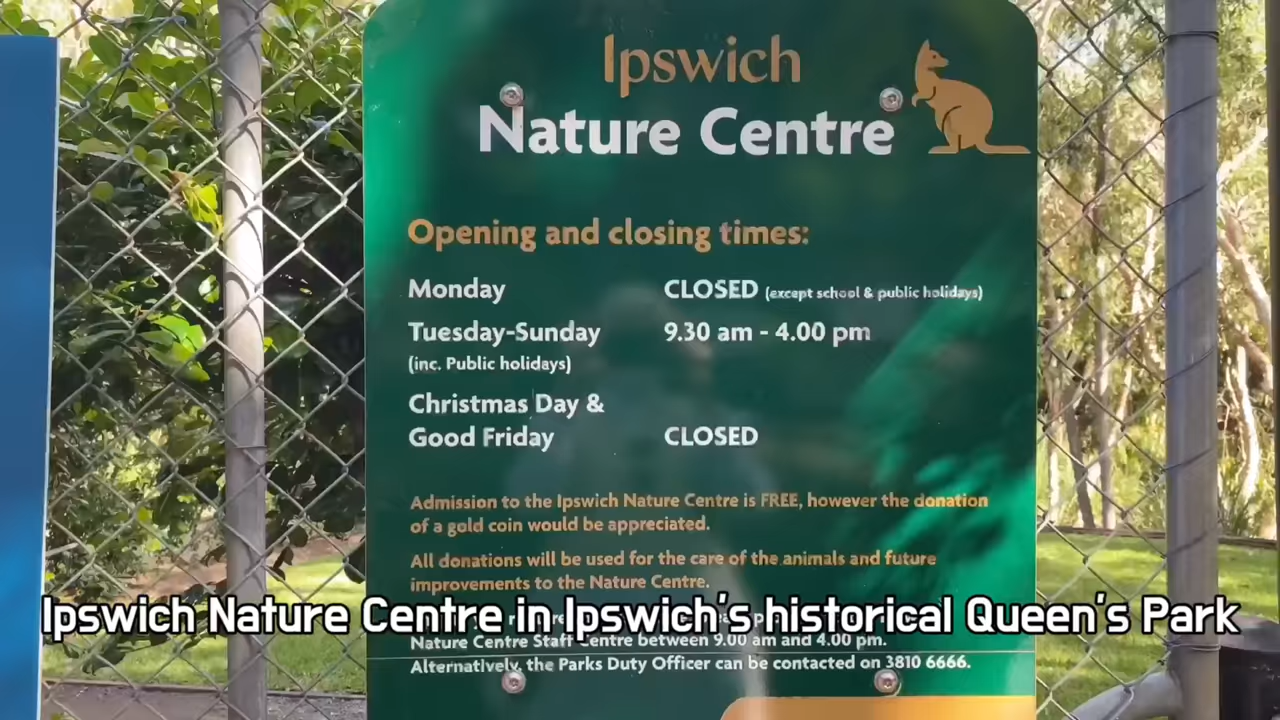 Ipswich
Nature Centre
Opening and closing times:
Monday CLOSED (except school & public holidays)
Tuesday-Sunday 9.30 am - 4.00 pm
(inc. Public holidays)
Christmas Day &
Good Friday CLOSED
Admission to the Ipswich Nature Centre is FREE, however the donation
of a gold coin would be appreciated.
All donations will be used for the care of the animals and future
improvements to the Nature Centre.
Ipswich Nature Centre in Ipswich's historical Queen's Park
Nature Centre Staff Centre between 9.00 am and 4.00 pm.
Alternatively, the Parks Duty Officer can be contacted on 3810 6666.